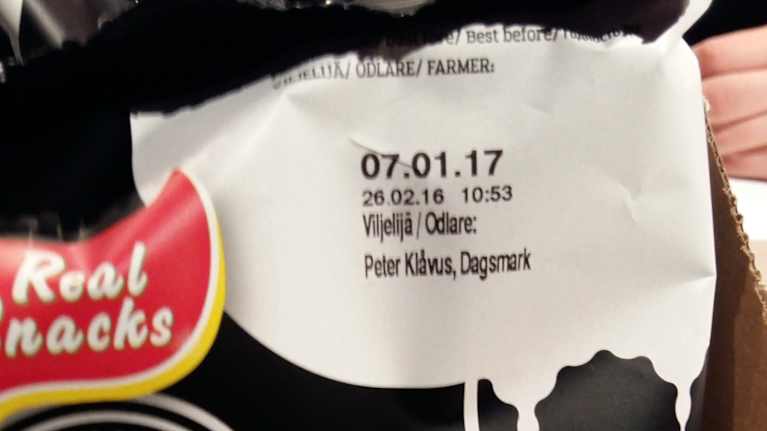 Best before/
VILJELIJÄ/ ODLARE/ FARMER:
07.01.17
26.02.16 10:53
Viljelijä / Odlare:
Peter Klåvus, Dagsmark
Real
Snacks